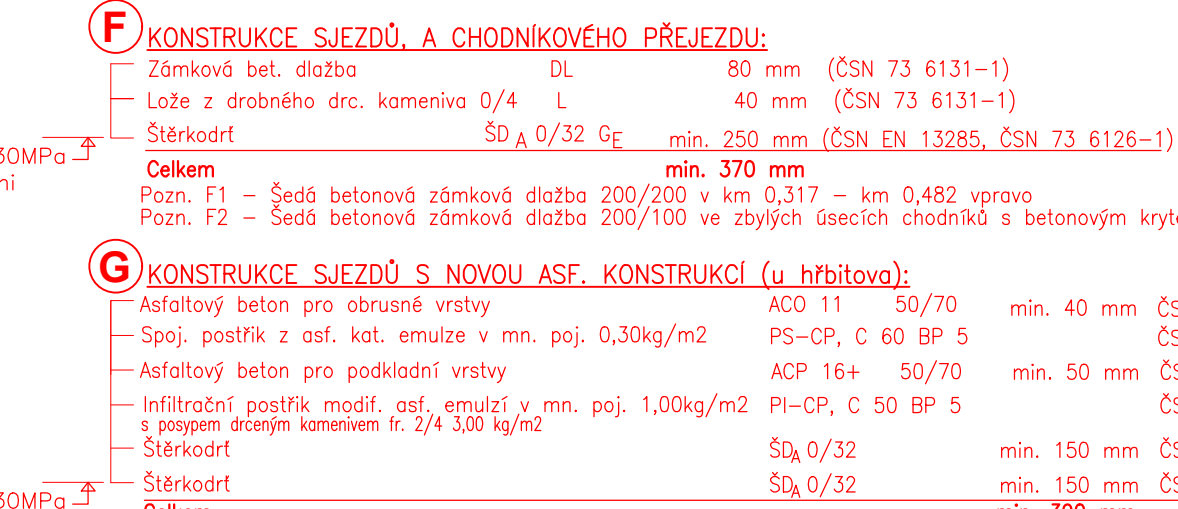 F KONSTRUKCE SJEZDŮ, A CHODNÍKOVÉHO PŘEJEZDU:
Zámková bet. dlažba DL 80 mm (ČSN 73 6131-1)
Lože z drobného drc. kameniva 0/4 L 40 mm (ČSN 73 6131-1)
Štěrkodrť ŠD A 0/32 GE min. 250 mm (ČSN EN 13285, ČSN 73 6126-1)
30MPa
Celkem min. 370 mm
Pozn. F1 - Šedá betonová zámková dlažba 200/200 v km 0,317 - km 0,482 vpravo
Pozn. F2 - Šedá betonová zámková dlažba 200/100 ve zbylých úsecích chodníků s betonovým kryte
G KONSTRUKCE SJEZDŮ S NOVOU ASF. KONSTRUKCÍ (u hřbitova):
Asfaltový beton pro obrusné vrstvy ACO 11 50/70 min. 40 mm
Spoj. postřik z asf. kat. emulze v mn. poj. 0,30kg/m2 PS-CP, C 60 BP 5
Asfaltový beton pro podkladní vrstvy ACP 16+ 50/70 min. 50 mm
Infiltrační postřik modif. asf. emulzí v mn. poj. 1,00kg/m2 PI-CP, C 50 BP 5
s posypem drceným kamenivem fr. 2/4 3,00 kg/m2
Štěrkodrť ŠDA 0/32 min. 150 mm
Štěrkodrť ŠDA 0/32 min. 150 mm
30MPa
Celkem min. 390 mm